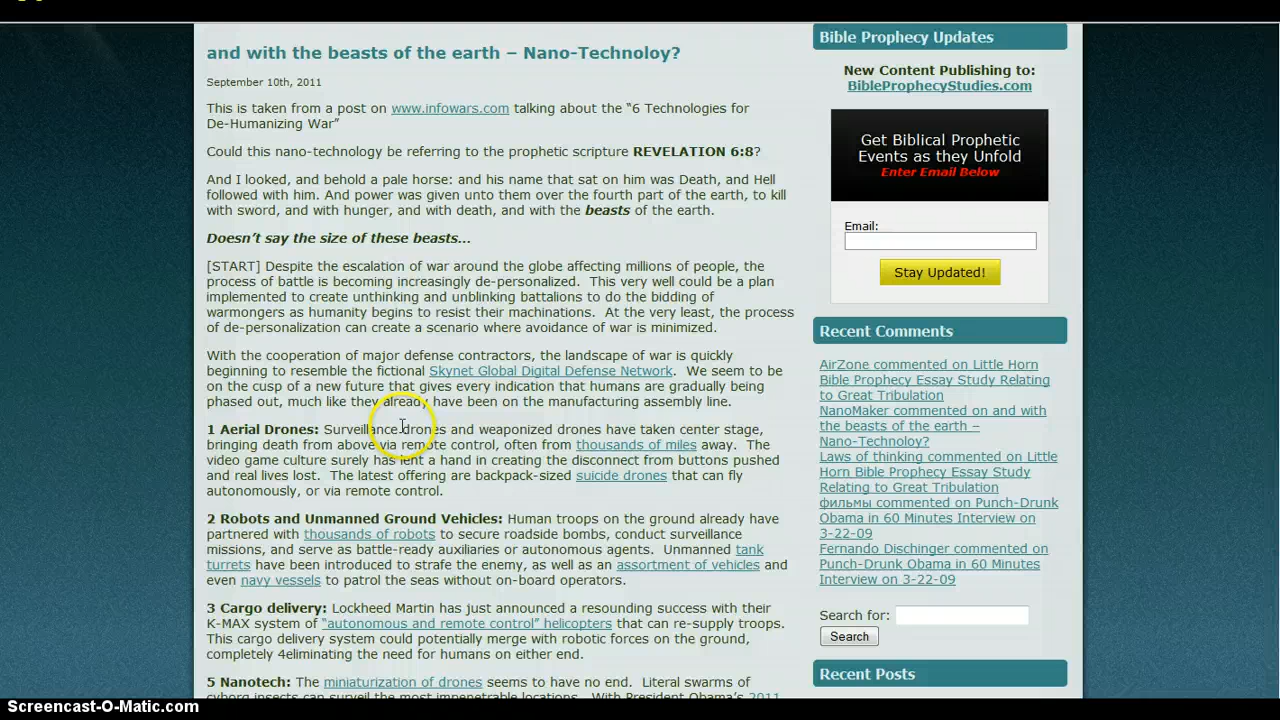 and with the beasts of the earth – Nano-Technoloy?
September 10th, 2011
This is taken from a post on www.infowars.com talking about the “6 Technologies for
De-Humanizing War”
Could this nano-technology be referring to the prophetic scripture REVELATION 6:8?
And I looked, and behold a pale horse: and his name that sat on him was Death, and Hell
followed with him. And power was given unto them over the fourth part of the earth, to kill
with sword, and with hunger, and with death, and with the beasts of the earth.
Doesn’t say the size of these beasts…
[START] Despite the escalation of war around the globe affecting millions of people, the
process of battle is becoming increasingly de-personalized.  This very well could be a plan
implemented to create unthinking and unblinking battalions to do the bidding of
warmongers as humanity begins to resist their machinations.  At the very least, the process
of de-personalization can create a scenario where avoidance of war is minimized.
With the cooperation of major defense contractors, the landscape of war is quickly
beginning to resemble the fictional Skynet Global Digital Defense Network.  We seem to be
on the cusp of a new future that gives every indication that humans are gradually being
phased out, much like they already have been on the manufacturing assembly line.
1 Aerial Drones: Surveillance drones and weaponized drones have taken center stage,
bringing death from above via remote control, often from thousands of miles away.  The
video game culture surely has lent a hand in creating the disconnect from buttons pushed
and real lives lost.  The latest offering are backpack-sized suicide drones that can fly
autonomously, or via remote control.
2 Robots and Unmanned Ground Vehicles: Human troops on the ground already have
partnered with thousands of robots to secure roadside bombs, conduct surveillance
missions, and serve as battle-ready auxiliaries or autonomous agents.  Unmanned tank
turrets have been introduced to strafe the enemy, as well as an assortment of vehicles and
even navy vessels to patrol the seas without on-board operators.
3 Cargo delivery: Lockheed Martin has just announced a resounding success with their
K-MAX system of “autonomous and remote control” helicopters that can re-supply troops.
This cargo delivery system could potentially merge with robotic forces on the ground,
completely 4eliminating the need for humans on either end.
5 Nanotech: The miniaturization of drones seems to have no end.  Literal swarms of
cyborg insects can surveil the most impenetrable locations.  With President Obama’s 2011
Bible Prophecy Updates
New Content Publishing to:
BibleProphecyStudies.com
Get Biblical Prophetic
Events as they Unfold
Enter Email Below
Email:
Stay Updated!
Recent Comments
AirZone commented on Little Horn
Bible Prophecy Essay Study Relating
to Great Tribulation
NanoMaker commented on and with
the beasts of the earth –
Nano-Technoloy?
Laws of thinking commented on Little
Horn Bible Prophecy Essay Study
Relating to Great Tribulation
фильмы commented on Punch-Drunk
Obama in 60 Minutes Interview on
3-22-09
Fernando Dischinger commented on
Punch-Drunk Obama in 60 Minutes
Interview on 3-22-09
Search for:
Search
Recent Posts
Screencast-O-Matic.com